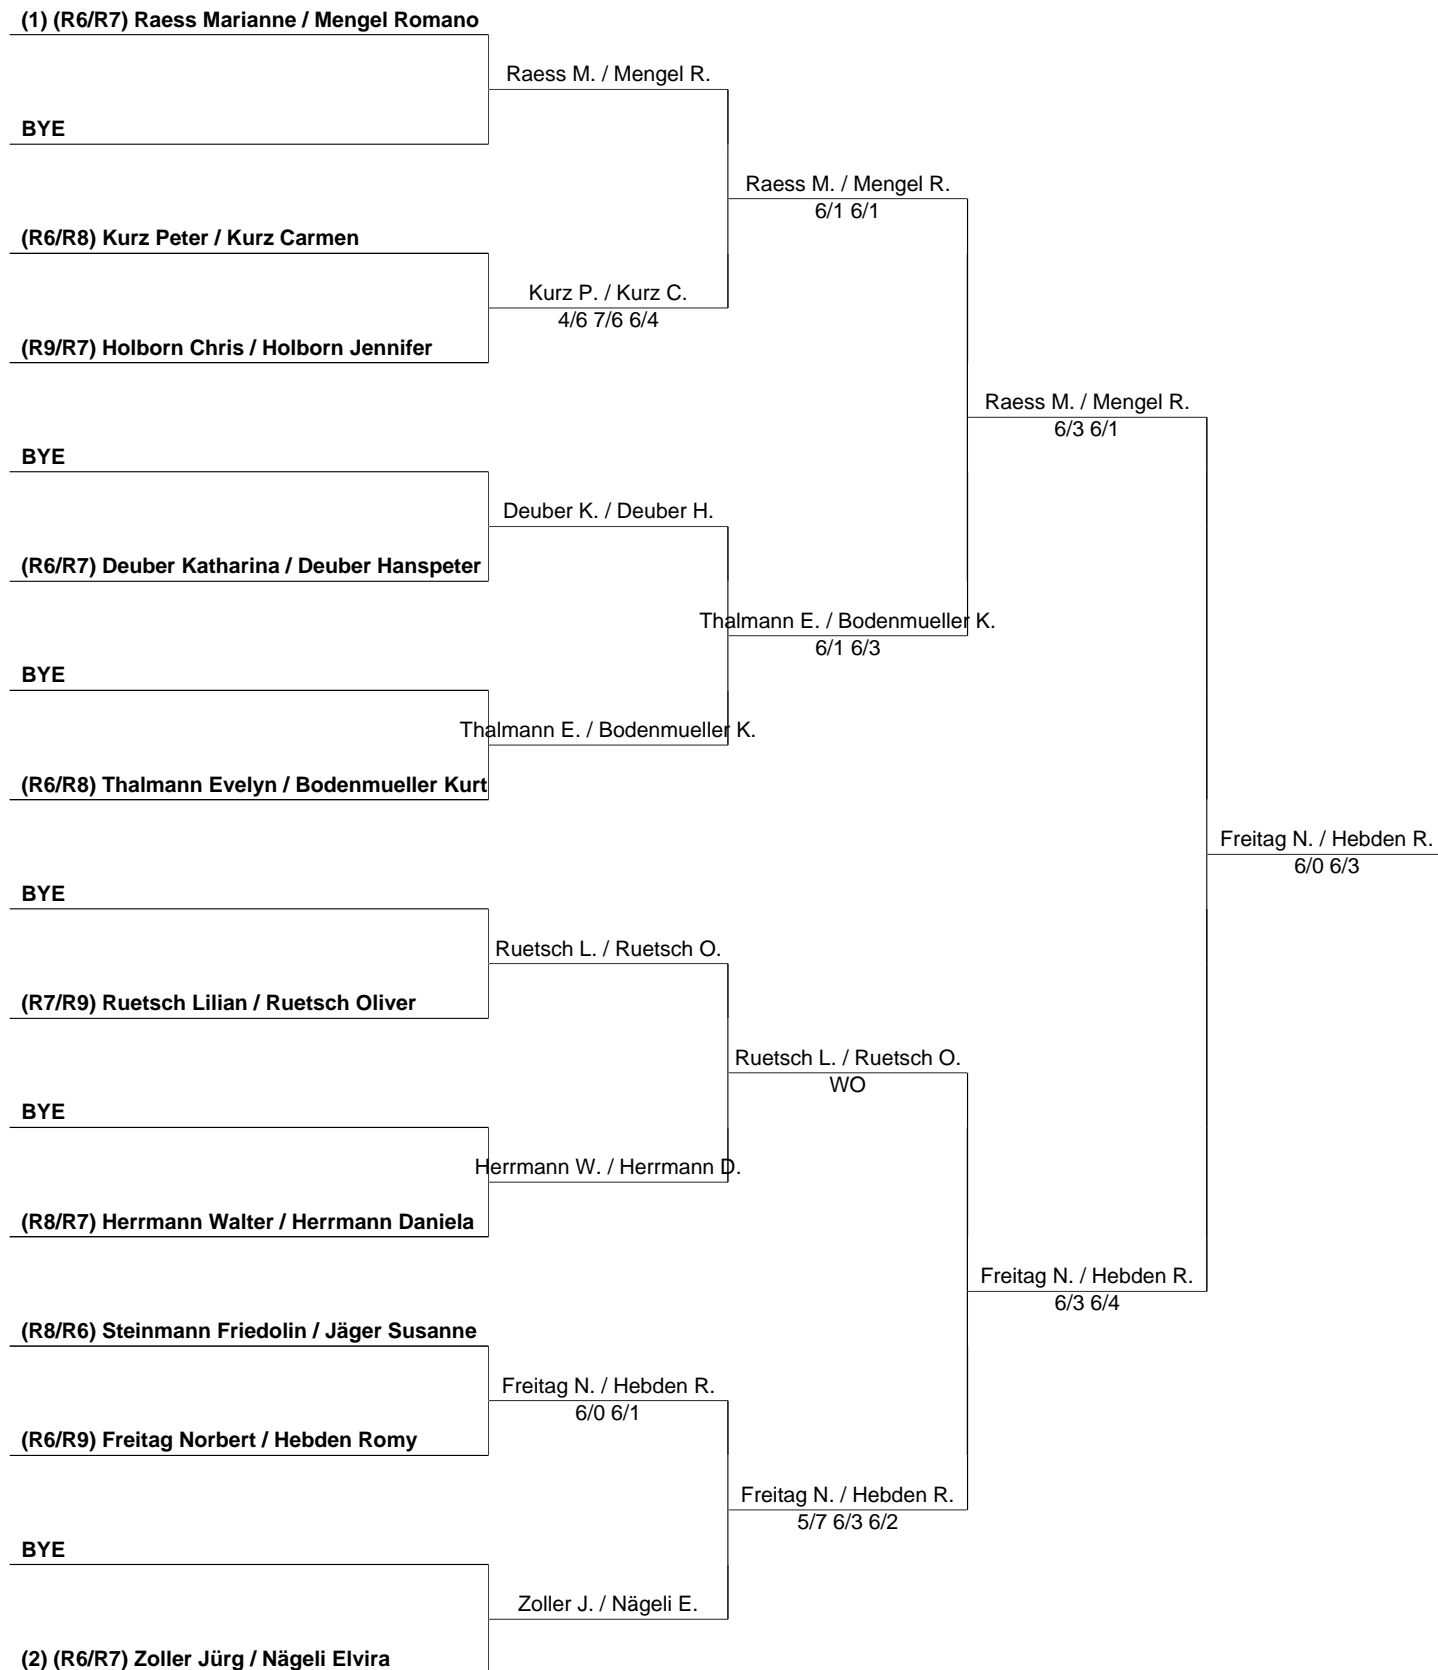 (1) (R6/R7) Raess Marianne / Mengel Romano
Raess M. / Mengel R.
BYE
Raess M. / Mengel R.
6/1 6/1
(R6/R8) Kurz Peter / Kurz Carmen
Kurz P. / Kurz C.
4/6 7/6 6/4
(R9/R7) Holborn Chris / Holborn Jennifer
Raess M. / Mengel R.
6/3 6/1
BYE
Deuber K. / Deuber H.
(R6/R7) Deuber Katharina / Deuber Hanspeter
Thalmann E. / Bodenmueller K.
6/1 6/3
BYE
Thalmann E. / Bodenmueller K.
(R6/R8) Thalmann Evelyn / Bodenmueller Kurt
Freitag N. / Hebden R.
6/0 6/3
BYE
Ruetsch L. / Ruetsch O.
(R7/R9) Ruetsch Lilian / Ruetsch Oliver
Ruetsch L. / Ruetsch O.
WO
BYE
Herrmann W. / Herrmann D.
(R8/R7) Herrmann Walter / Herrmann Daniela
Freitag N. / Hebden R.
6/3 6/4
(R8/R6) Steinmann Friedolin / Jäger Susanne
Freitag N. / Hebden R.
6/0 6/1
(R6/R9) Freitag Norbert / Hebden Romy
Freitag N. / Hebden R.
5/7 6/3 6/2
BYE
Zoller J. / Nägeli E.
(2) (R6/R7) Zoller Jürg / Nägeli Elvira